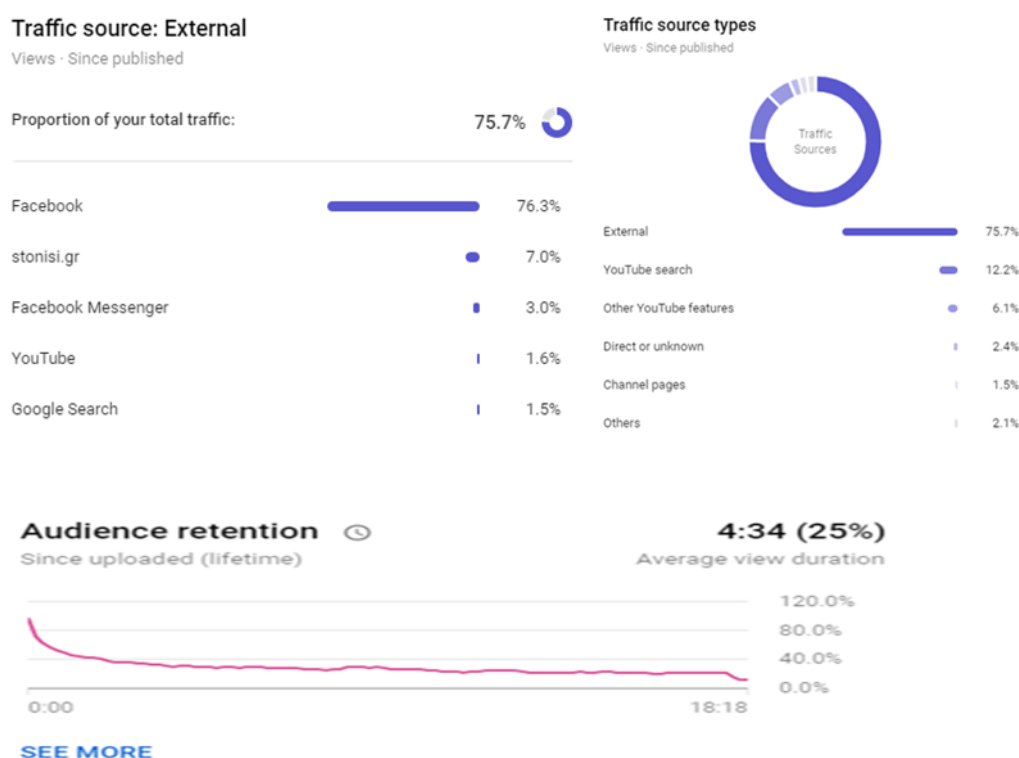 Traffic source: External
Views · Since published
Proportion of your total traffic: 75.7%
Facebook 76.3%
stonisi.gr 7.0%
Facebook Messenger 3.0%
YouTube 1.6%
Google Search 1.5%
Traffic source types
Views · Since published
Traffic
Sources
External 75.7%
YouTube search 12.2%
Other YouTube features 6.1%
Direct or unknown 2.4%
Channel pages 1.5%
Others 2.1%
Audience retention 4:34 (25%)
Since uploaded (lifetime) Average view duration
120.0%
80.0%
40.0%
0.0%
0:00 18:18
SEE MORE